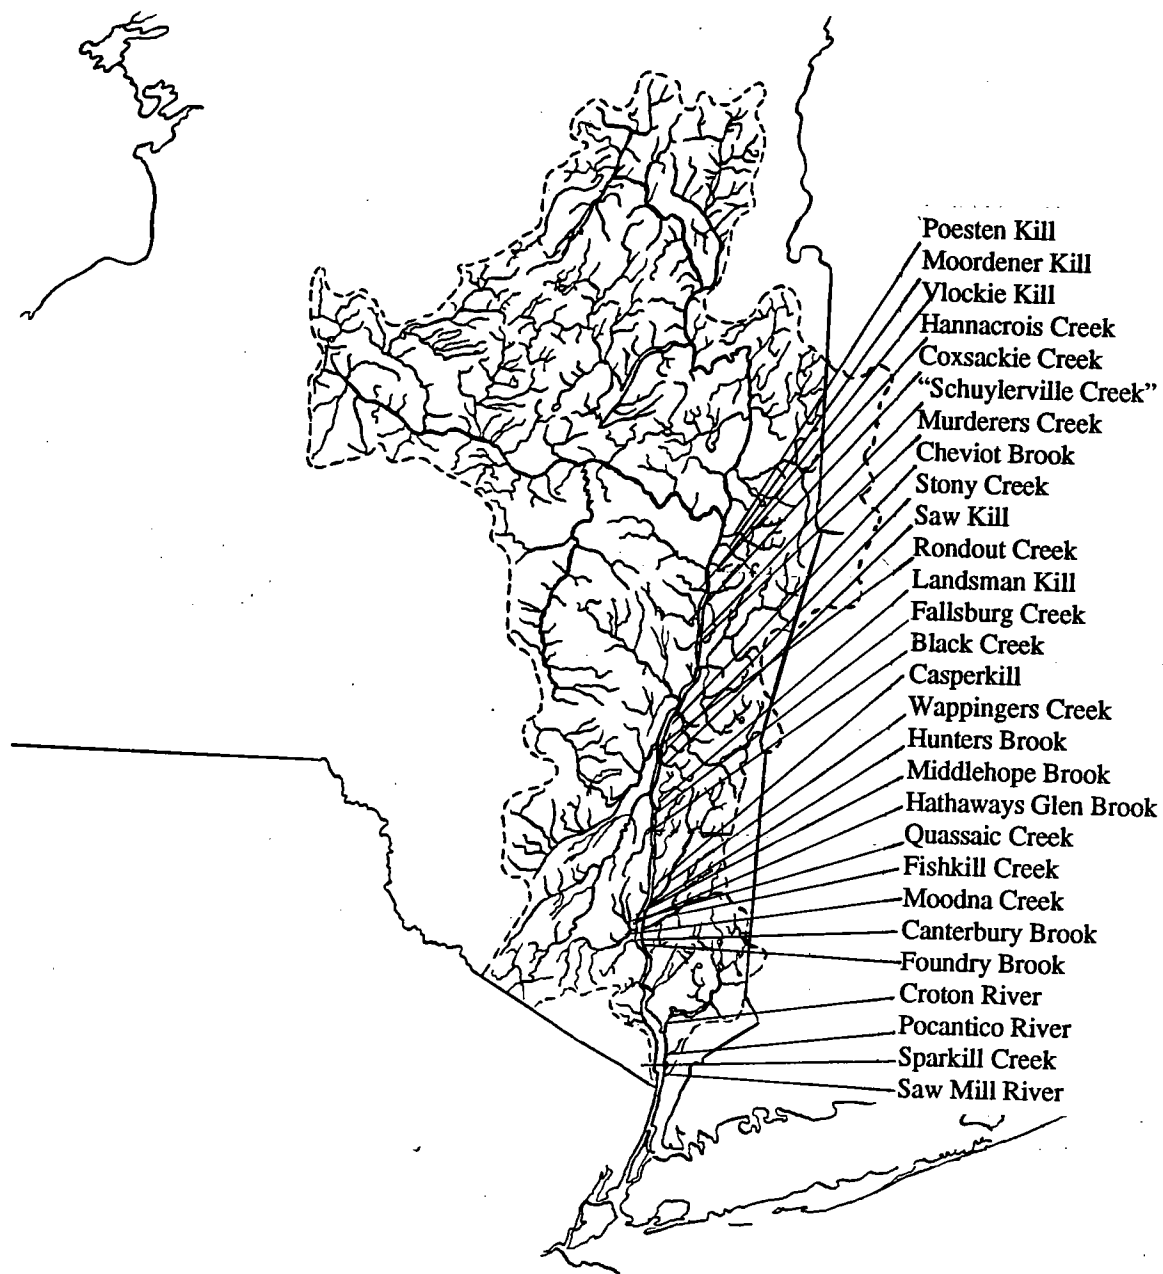 Poesten Kill
Moordener Kill
Vlockie Kill
Hannacrois Creek
Coxsackie Creek
“Schuylerville Creek”
Murderers Creek
Cheviot Brook
Stony Creek
Saw Kill
Rondout Creek
Landsman Kill
Fallsburg Creek
Black Creek
Casperkill
Wappingers Creek
Hunters Brook
Middlehope Brook
Hathaways Glen Brook
Quassaic Creek
Fishkill Creek
Moodna Creek
Canterbury Brook
Foundry Brook
Croton River
Pocantico River
Sparkill Creek
Saw Mill River